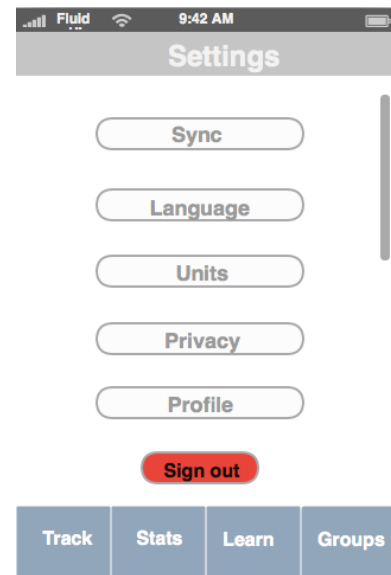 Fluid 9:42 AM
Settings
Sync
Language
Units
Privacy
Profile
Sign out
Track Stats Learn Groups